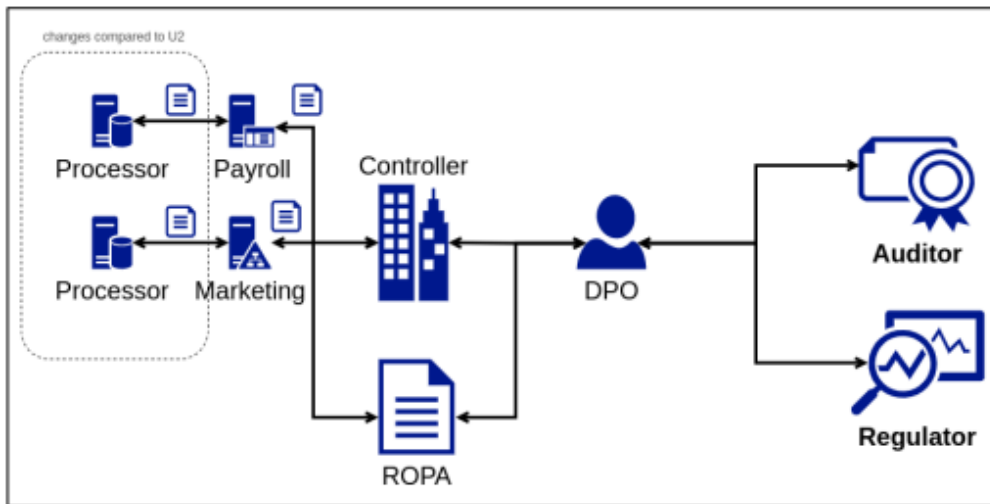 changes compared to U2
Processor
Payroll
Controller
Processor
Marketing
DPO
Auditor
ROPA
Regulator